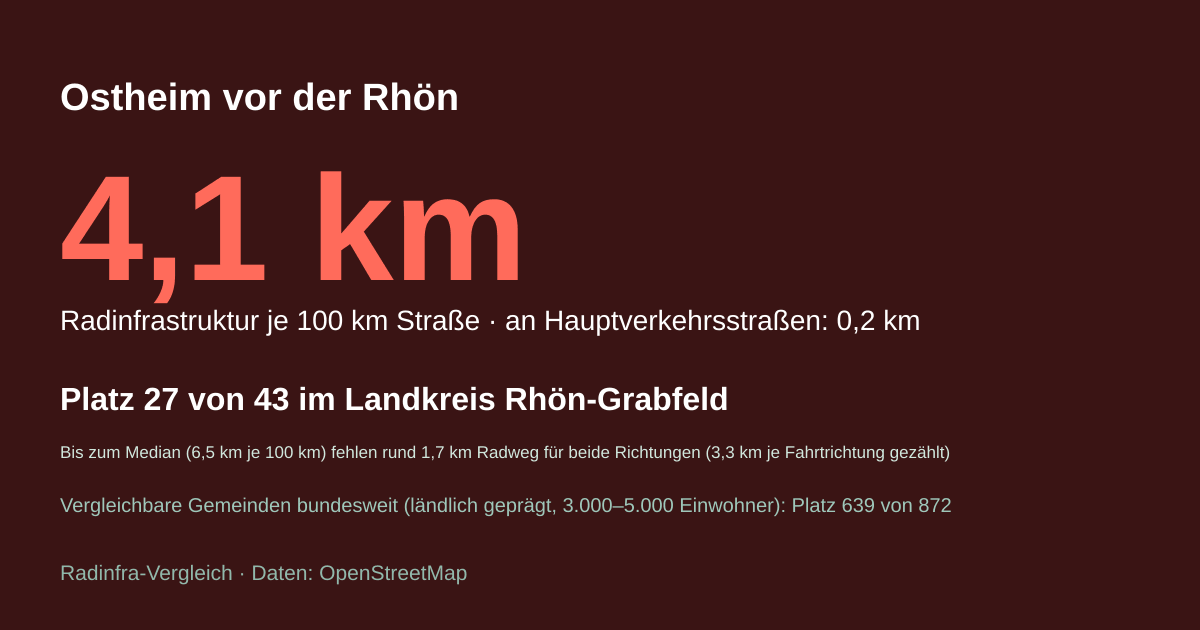 Ostheim vor der Rhön
4,1 km
Radinfrastruktur je 100 km Straße · an Hauptverkehrsstraßen: 0,2 km
Platz 27 von 43 im Landkreis Rhön-Grabfeld
Bis zum Median (6,5 km je 100 km) fehlen rund 1,7 km Radweg für beide Richtungen (3,3 km je Fahrtrichtung gezählt)
Vergleichbare Gemeinden bundesweit (ländlich geprägt, 3.000–5.000 Einwohner): Platz 639 von 872
Radinfra-Vergleich · Daten: OpenStreetMap